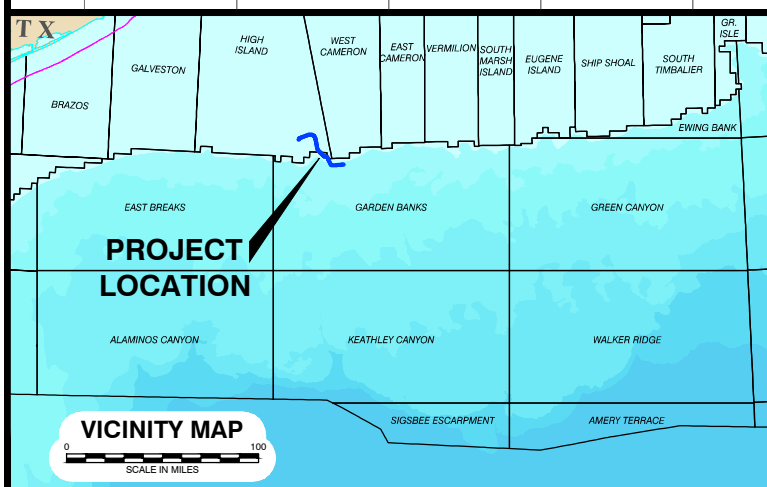 T X
GR.
ISLE
HIGH
ISLAND
WEST
CAMERON
EAST
CAMERON
VERMILION
SOUTH
MARSH
ISLAND
EUGENE
ISLAND
SHIP SHOAL
SOUTH
TIMBALIER
GALVESTON
BRAZOS
EWING BANK
EAST BREAKS
GARDEN BANKS
GREEN CANYON
PROJECT
LOCATION
ALAMINOS CANYON
KEATHLEY CANYON
WALKER RIDGE
SIGSBEE ESCARPMENT
AMERY TERRACE
VICINITY MAP
0 100
SCALE IN MILES